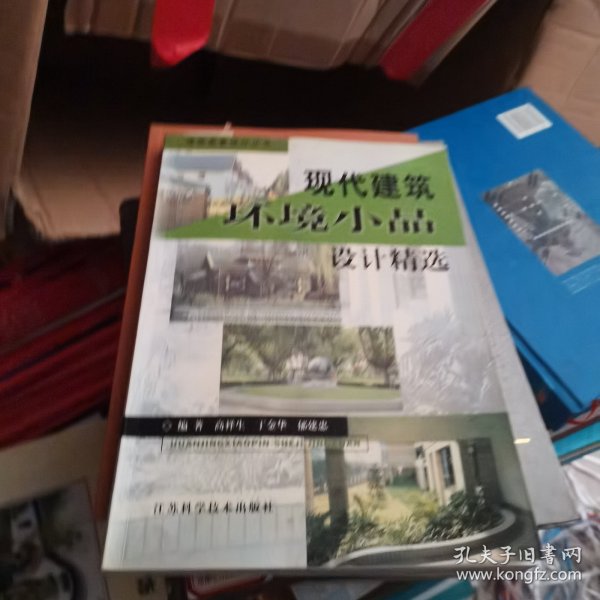 现代建筑
环境小品
设计精选
编著 高祥生 丁金华 郁建忠
HUANJINGXIAOPIN SHEJI JINGXUAN
江苏科学技术出版社
孔夫子旧书网
www.kongfz.com